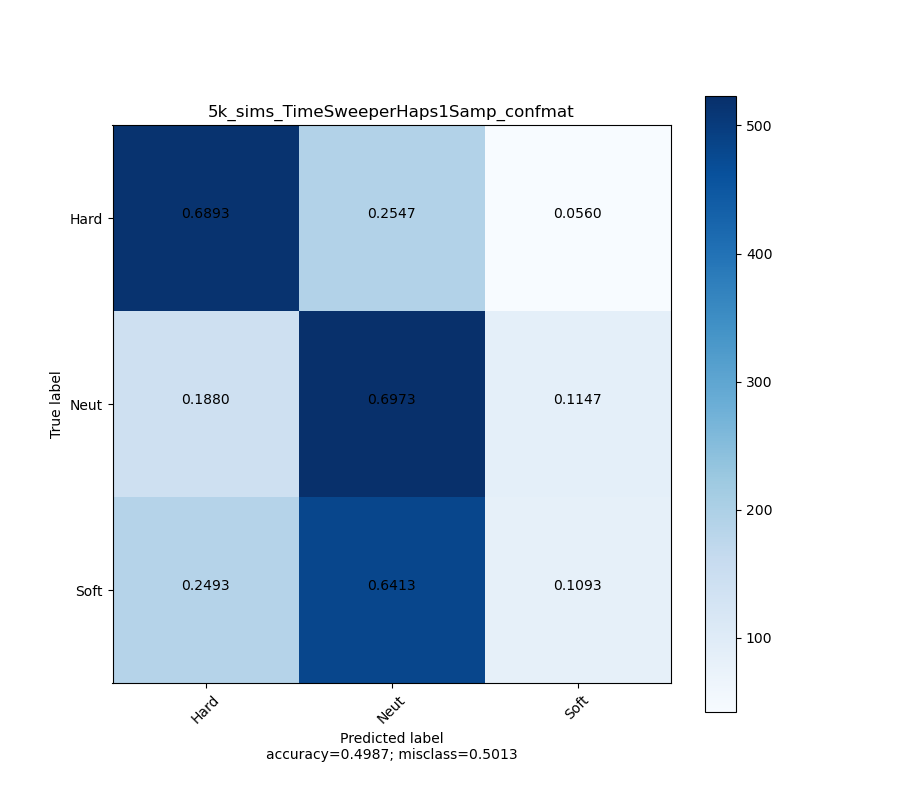 5k_sims_TimeSweeperHaps1Samp_confmat
Hard 0.6893 0.2547 0.0560
Neut 0.1880 0.6973 0.1147
Soft 0.2493 0.6413 0.1093
True label
Hard Neut Soft
Predicted label
accuracy=0.4987; misclass=0.5013
500
400
300
200
100